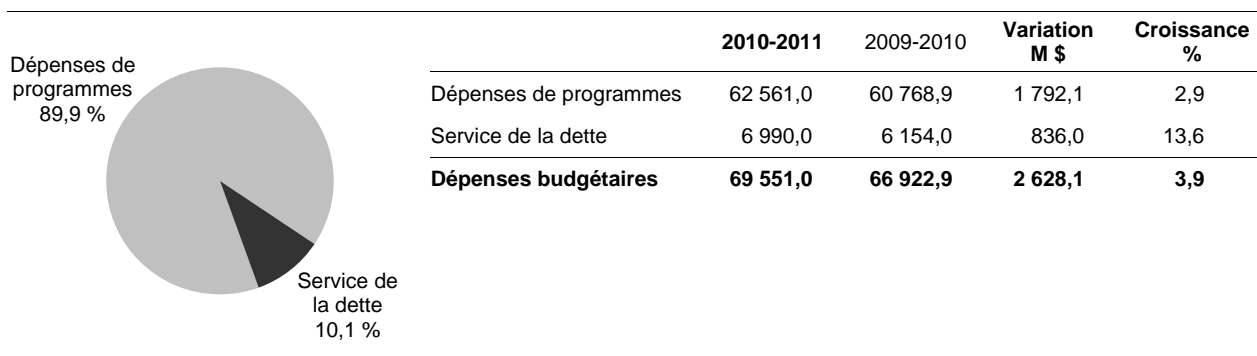 2010-2011 2009-2010 Variation M $ Croissance %
Dépenses de programmes 62 561,0 60 768,9 1 792,1 2,9
Service de la dette 6 990,0 6 154,0 836,0 13,6
Dépenses budgétaires 69 551,0 66 922,9 2 628,1 3,9
Dépenses de
programmes
89,9 %
Service de
la dette
10,1 %